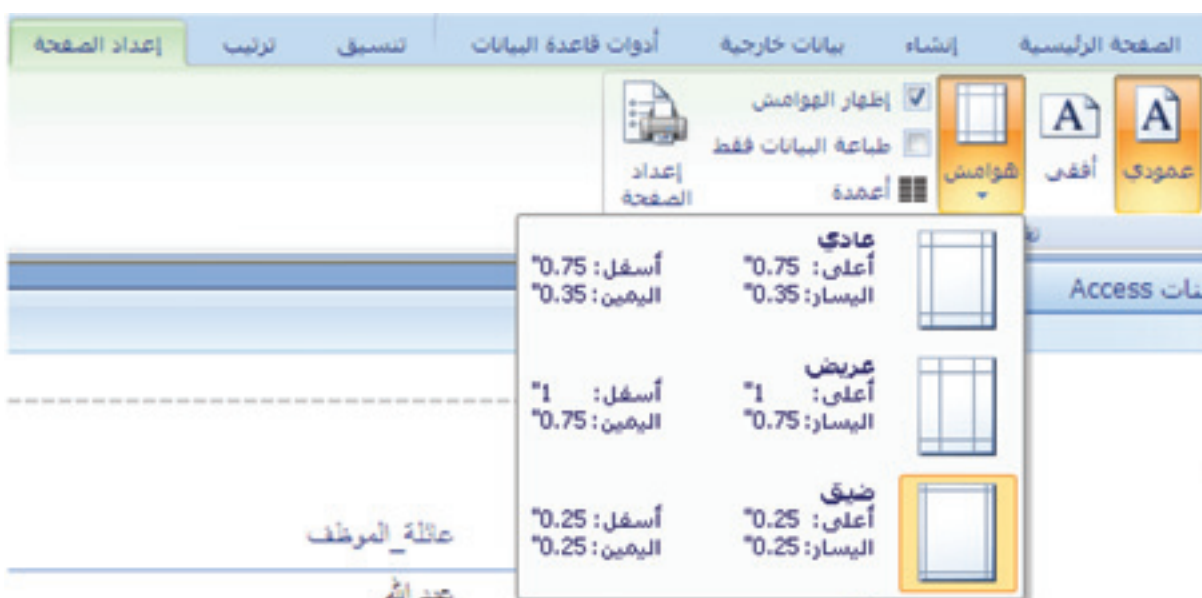 الصفحة الرئيسية إنشاء بيانات خارجية أدوات قاعدة البيانات تنسيق ترتيب إعداد الصفحة
عمودي
أفقي
هوامش
إظهار الهوامش
طباعة البيانات فقط
أعمدة
إعداد
الصفحة
Access
عادي
أعلى: 0.75" أسفل: 0.75"
اليسار: 0.35" اليمين: 0.35"
عريض
أعلى: 1" أسفل: 1"
اليسار: 0.75" اليمين: 0.75"
ضيق
أعلى: 0.25" أسفل: 0.25"
اليسار: 0.25" اليمين: 0.25"
عائلة_الموظف
عبد الله